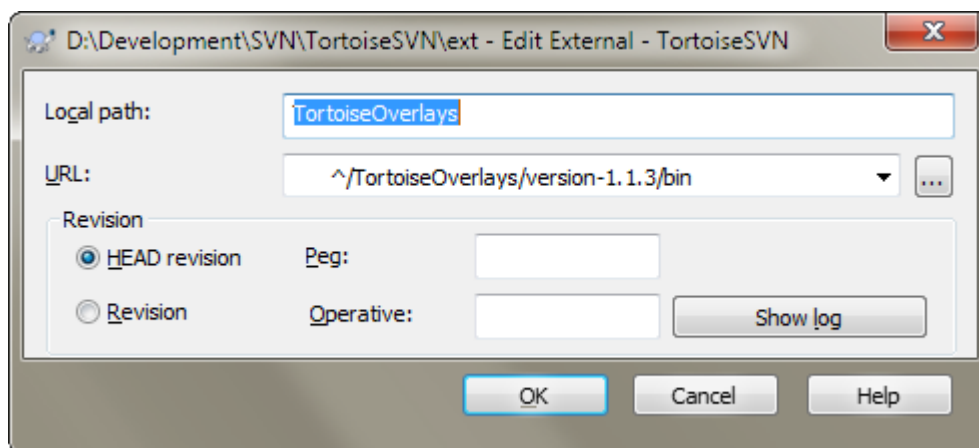 D:\Development\SVN\TortoiseSVN\ext - Edit External - TortoiseSVN
Local path: TortoiseOverlays
URL: ^/TortoiseOverlays/version-1.1.3/bin ...
Revision
HEAD revision Peg:
Revision Operative: Show log
OK Cancel Help